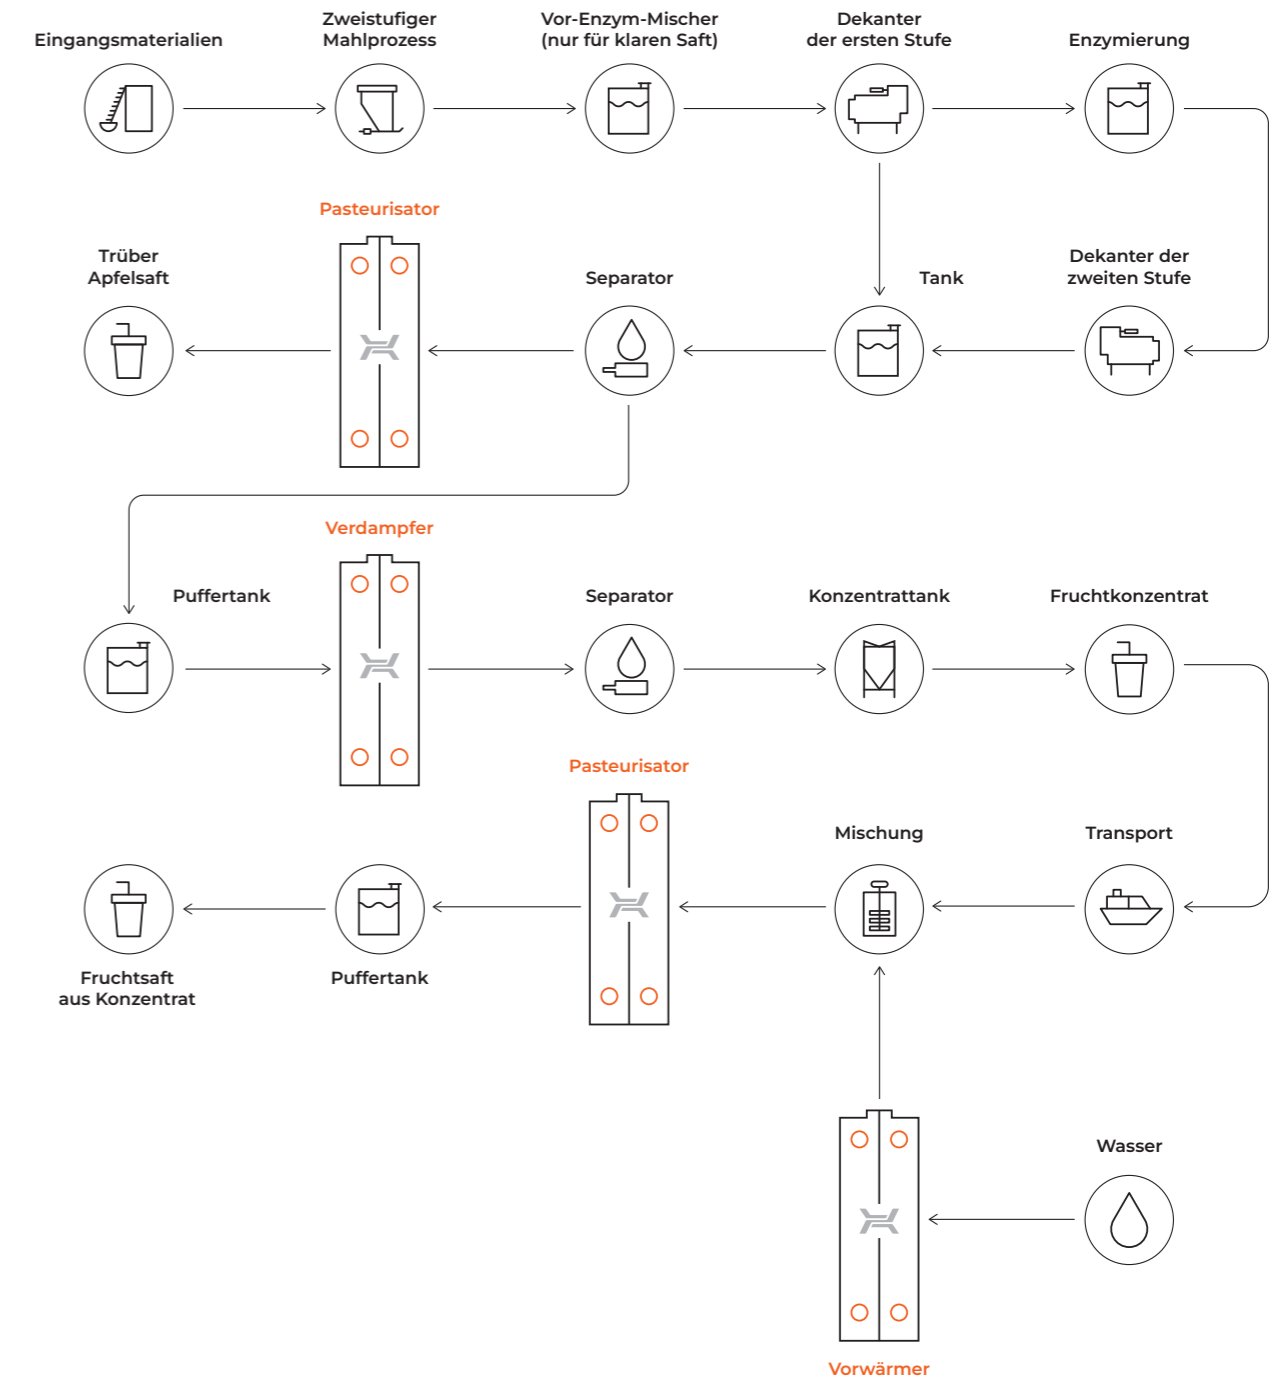 Eingangsmaterialien
Zweistufiger
Mahlprozess
Vor-Enzym-Mischer
(nur für klaren Saft)
Dekanter
der ersten Stufe
Enzymierung
Pasteurisator
Trüber
Apfelsaft
Separator
Tank
Dekanter der
zweiten Stufe
Verdampfer
Puffertank
Separator
Konzentrattank
Fruchtkonzentrat
Pasteurisator
Mischung
Transport
Fruchtsaft
aus Konzentrat
Puffertank
Wasser
Vorwärmer